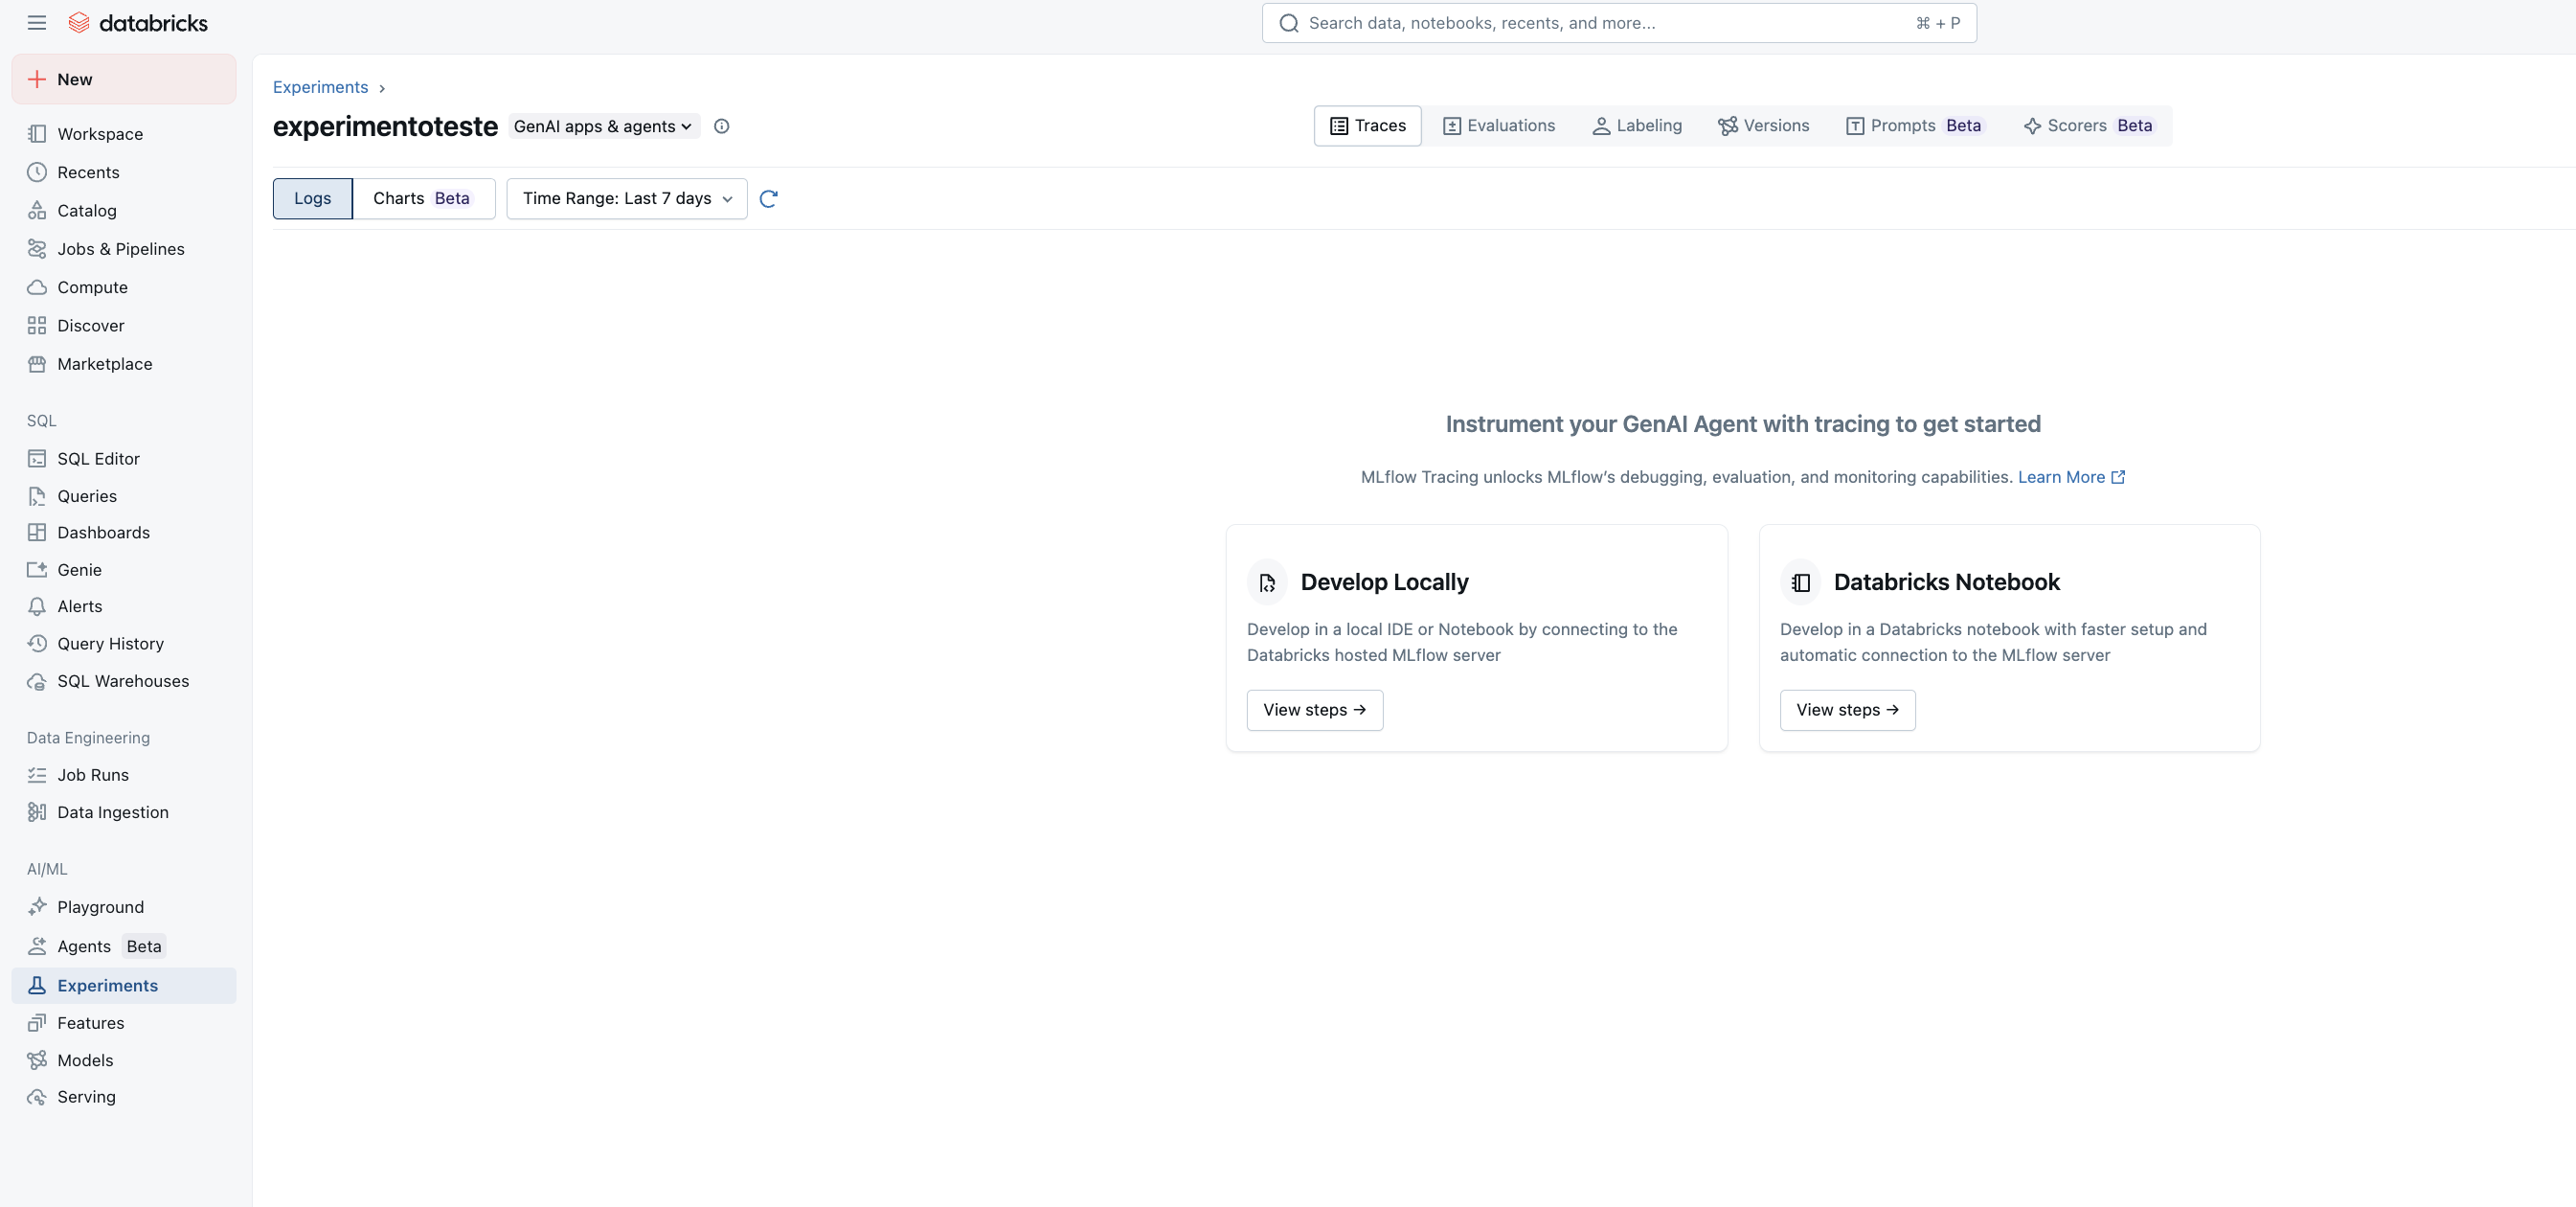 databricks
Search data, notebooks, recents, and more...
⌘ + P
New
Workspace
Recents
Catalog
Jobs & Pipelines
Compute
Discover
Marketplace
SQL
SQL Editor
Queries
Dashboards
Genie
Alerts
Query History
SQL Warehouses
Data Engineering
Job Runs
Data Ingestion
AI/ML
Playground
Agents Beta
Experiments
Features
Models
Serving
Experiments ›
experimentoteste GenAI apps & agents
Traces Evaluations Labeling Versions Prompts Beta Scorers Beta
Logs Charts Beta Time Range: Last 7 days
Instrument your GenAI Agent with tracing to get started
MLflow Tracing unlocks MLflow’s debugging, evaluation, and monitoring capabilities. Learn More
Develop Locally
Develop in a local IDE or Notebook by connecting to the
Databricks hosted MLflow server
View steps →
Databricks Notebook
Develop in a Databricks notebook with faster setup and
automatic connection to the MLflow server
View steps →